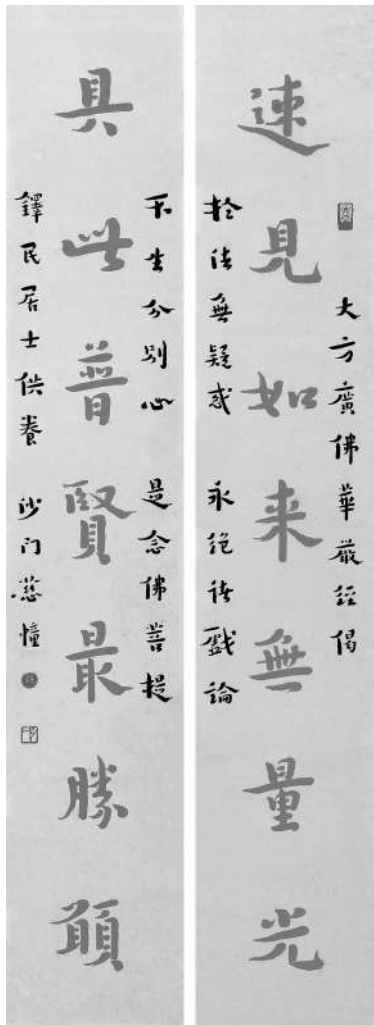 大方廣佛華嚴經偈
速見如来無量光
扵法無疑惑 永絕諸戲論
不生分別心 是念佛菩提
具此普賢最勝願
鐸民居士供養 沙门慈幢